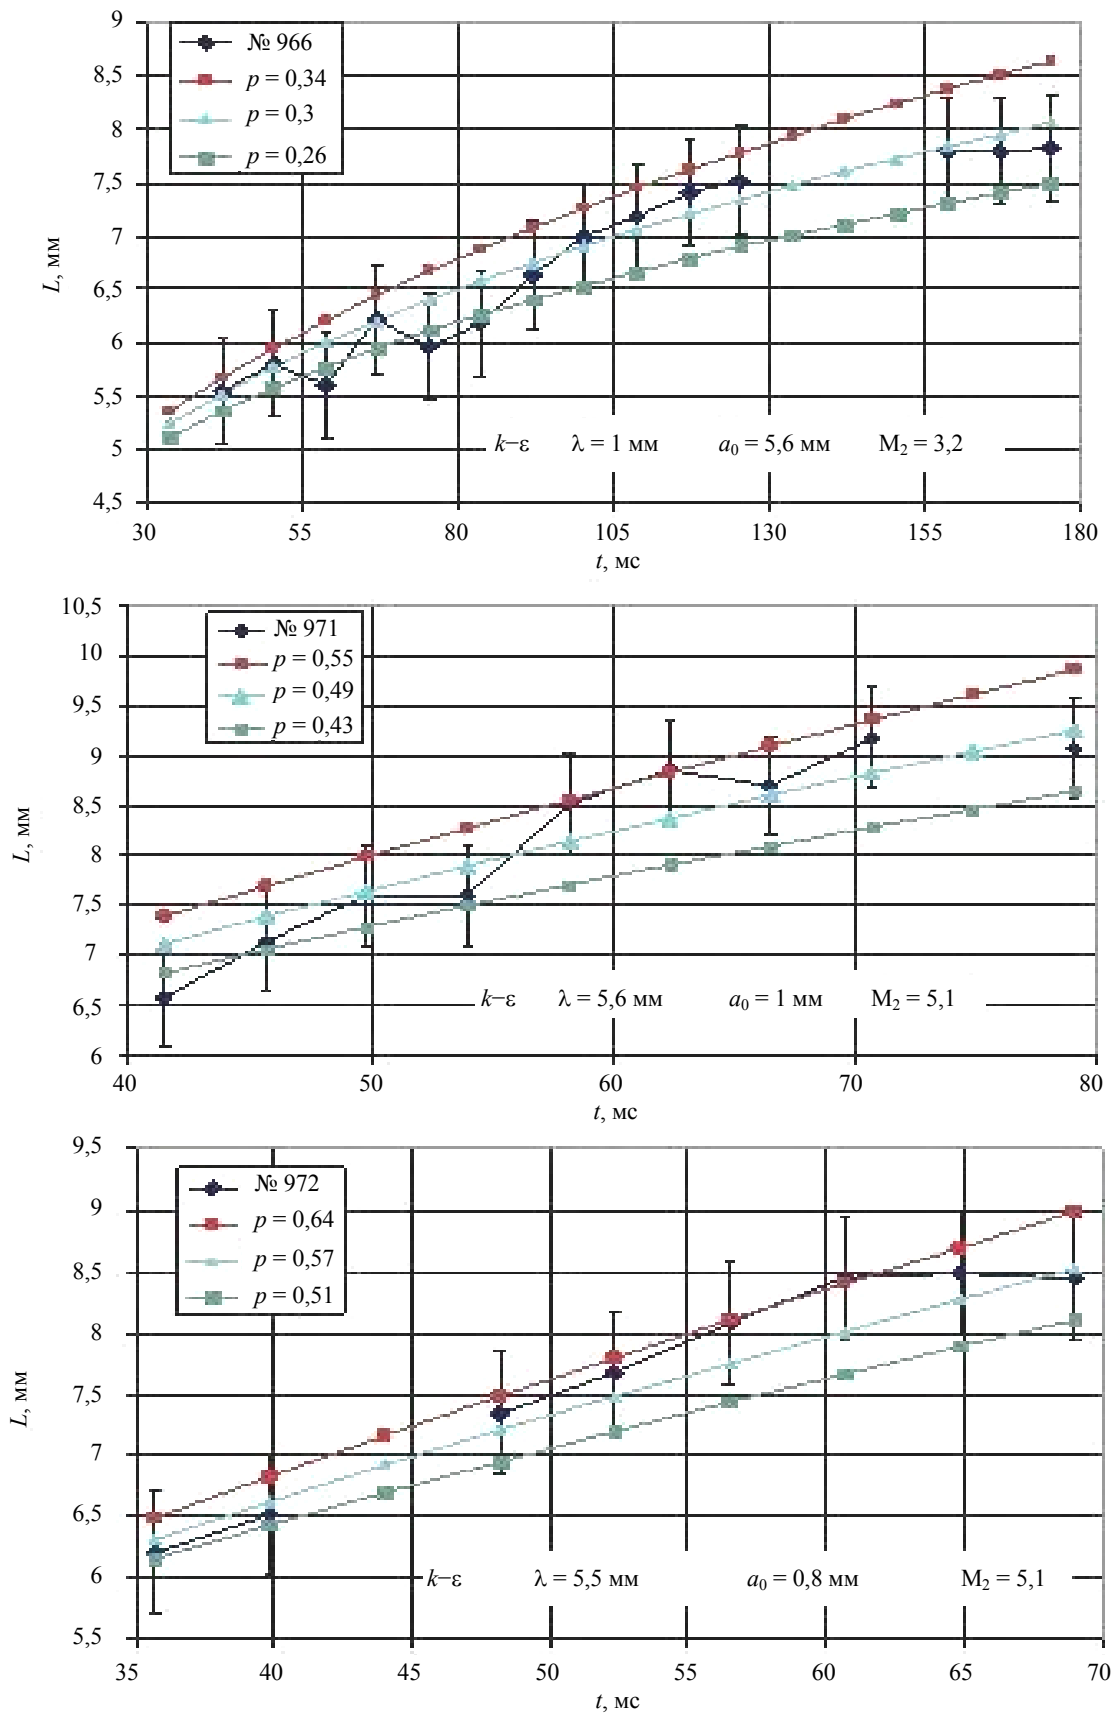 9
№ 966
8,5
p = 0,34
p = 0,3
8
p = 0,26
7,5
7
L, мм
6,5
6
5,5
5
k−ε λ = 1 мм a0 = 5,6 мм M2 = 3,2
4,5
30 55 80 105 130 155 180
t, мс
10,5
№ 971
10
p = 0,55
9,5
p = 0,49
p = 0,43
9
8,5
L, мм
8
7,5
7
6,5
k−ε λ = 5,6 мм a0 = 1 мм M2 = 5,1
6
40 50 60 70 80
t, мс
9,5
№ 972
9
p = 0,64
p = 0,57
8,5
p = 0,51
8
7,5
L, мм
7
6,5
6
k−ε λ = 5,5 мм a0 = 0,8 мм M2 = 5,1
5,5
35 40 45 50 55 60 65 70
t, мс